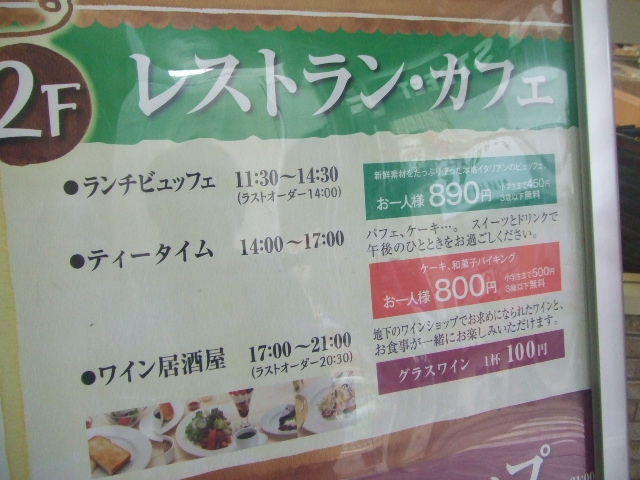 2F
レストラン・カフェ
●ランチビュッフェ 11:30〜14:30
(ラストオーダー14:00)
新鮮素材をたっぷり使った本格イタリアンのビュッフェ
お一人様 890円 小学生まで450円
3歳以下無料
●ティータイム 14:00〜17:00
パフェ、ケーキ…。 スイーツとドリンクで
午後のひとときをお過ごしください。
ケーキ、和菓子バイキング
お一人様 800円 小学生まで500円
3歳以下無料
●ワイン居酒屋 17:00〜21:00
(ラストオーダー20:30)
地下のワインショップでお求めになられたワインと、
お食事が一緒にお楽しみいただけます。
グラスワイン 1杯 100円